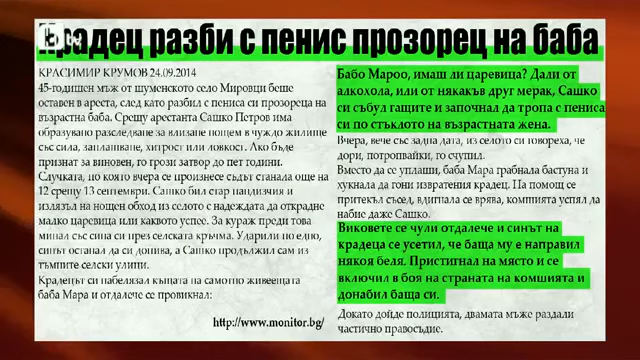 Крадец разби с пенис прозорец на баба
КРАСИМИР КРУМОВ 24.09.2014
45-годишен мъж от шуменското село Мировци беше
оставен в ареста, след като разбил с пениса си прозореца на
възрастна баба. Срещу арестанта Сашко Петров има
образувано разследване за влизане нощем в чуждо жилище
със сила, заплашване, хитрост или ловкост. Ако бъде
признат за виновен, го грози затвор до пет години.
Случката, по която вчера се произнесе съдът станала още на
12 срещу 13 септември. Сашко бил стар нацизчия и
излязъл на нощен обход из селото с надеждата да открадне
малко царевица или каквото успее. За кураж преди това
минал със сина си през селската кръчма. Ударили по едно,
синът останал да си допива, а Сашко продължил сам из
тъмните селски улици.
Крадецът си набелязал къщата на самотно живеещата
баба Мара и отдалече се провикнал:
http://www.monitor.bg/
Бабо Мароо, имаш ли царевица? Дали от
алкохола, или от някакъв друг мерак, Сашко
си събул гащите и започнал да тропа с пениса
си по стъклото на възрастната жена.
Вчера, вече със задна дата, из селото си говореха, че
дори, потропвайки, го счупил.
Вместо да се уплаши, баба Мара грабнала бастуна и
хукнала да гони извратения крадец. На помощ се
притекъл съсед, вдигнала се врява, комшията успял да
набие даже Сашко.
Виковете се чули отдалече и синът на
крадеца се усетил, че баща му е направил
някоя беля. Пристигнал на място и се
включил в боя на страната на комшията и
донабил баща си.
Докато дойде полицията, двамата мъже раздали
частично правосъдие.